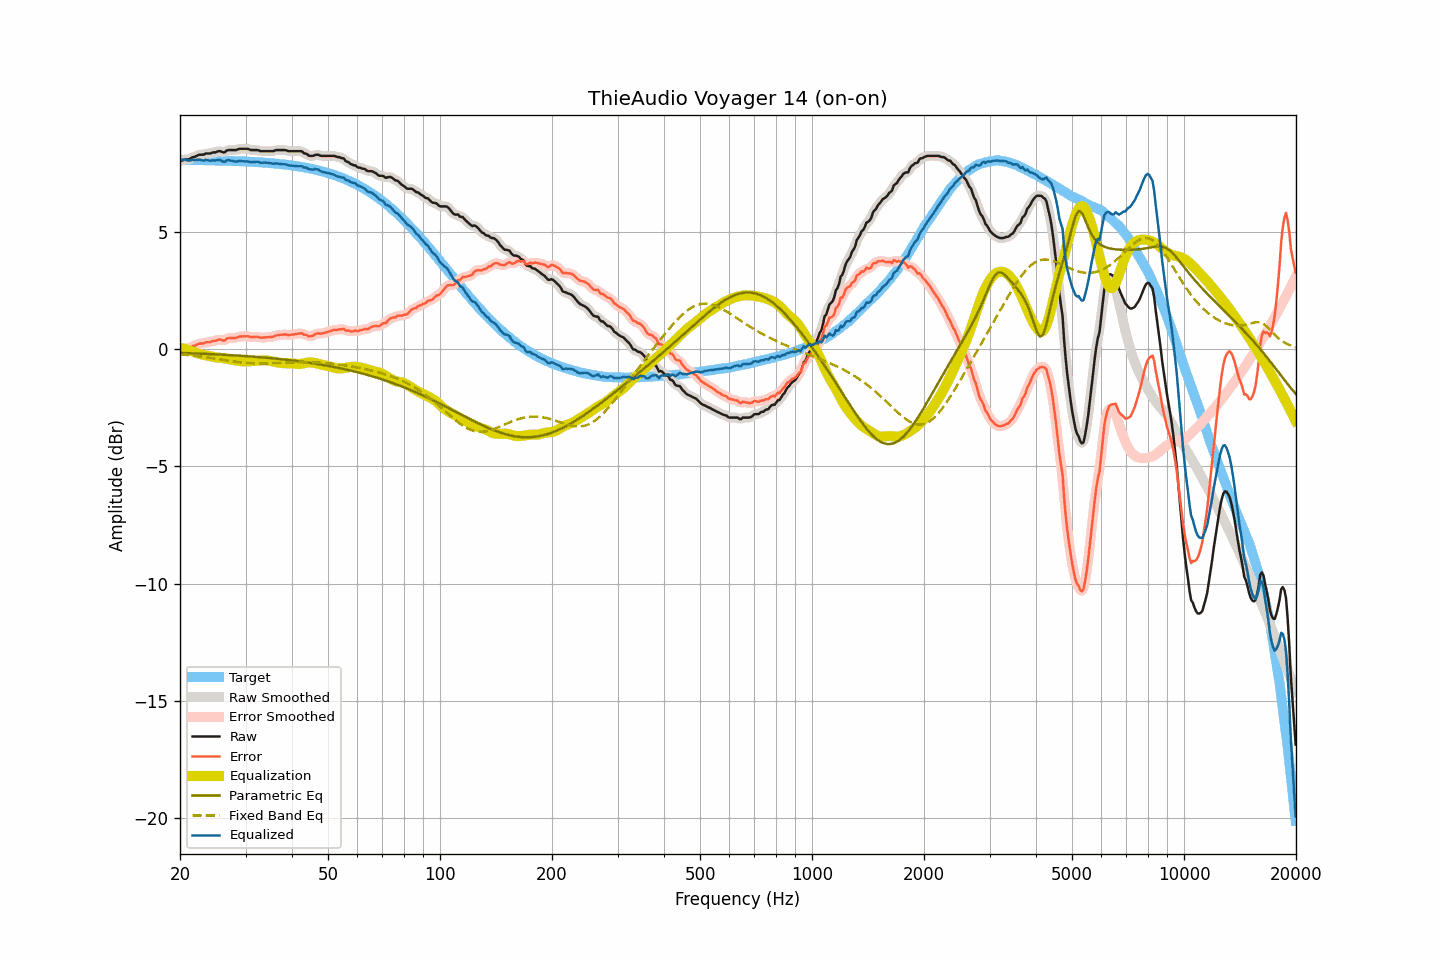 ThieAudio Voyager 14 (on-on)
Amplitude (dBr)
5
0
−5
−10
−15
−20
Target
Raw Smoothed
Error Smoothed
Raw
Error
Equalization
Parametric Eq
Fixed Band Eq
Equalized
20 50 100 200 500 1000 2000 5000 10000 20000
Frequency (Hz)